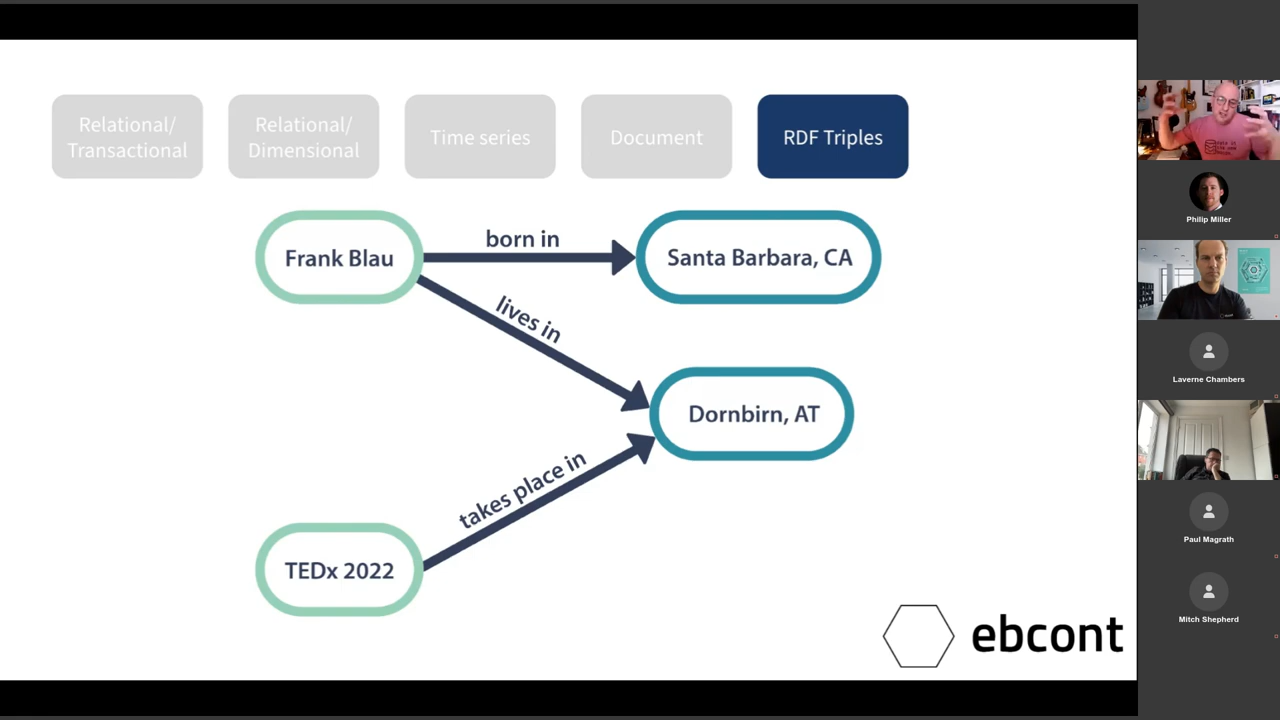 Relational/
Transactional
Relational/
Dimensional
Time series
Document
RDF Triples
Frank Blau
born in
Santa Barbara, CA
lives in
Dornbirn, AT
takes place in
TEDx 2022
ebcont
Philip Miller
Laverne Chambers
Paul Magrath
Mitch Shepherd